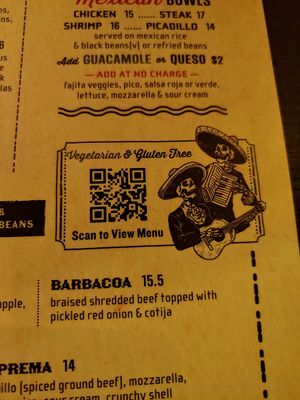 Mexican BOWLS
CHICKEN 15 ...... STEAK 17
SHRIMP 16 ..... PICADILLO 14
served on mexican rice
& black beans(v) or refried beans
Add GUACAMOLE or QUESO $2
— ADD AT NO CHARGE —
fajita veggies, pico, salsa roja or verde,
lettuce, mozzarella & sour cream
Vegetarian & Gluten Free
Scan to View Menu
&
BEANS
BARBACOA 15.5
apple,
braised shredded beef topped with
pickled red onion & cotija
PREMA 14
illo (spiced ground beef), mozzarella,
sour cream, crunchy shell